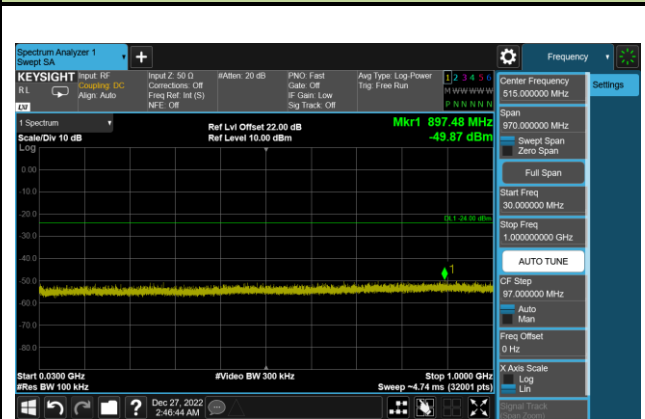 Spectrum Analyzer 1
Swept SA
Frequency
KEYSIGHT
RL
LXI
Input: RF
Coupling: DC
Align: Auto
Input Z: 50 Ω
Corrections: Off
Freq Ref: Int (S)
NFE: Off
#Atten: 20 dB
PNO: Fast
Gate: Off
IF Gain: Low
Sig Track: Off
Avg Type: Log-Power
Trig: Free Run
1 2 3 4 5 6
M W W W W W
P N N N N N
Center Frequency
515.000000 MHz
Settings
1 Spectrum
Scale/Div 10 dB
Log
Ref Lvl Offset 22.00 dB
Ref Level 10.00 dBm
Mkr1 897.48 MHz
-49.87 dBm
Span
970.000000 MHz
Swept Span
Zero Span
Full Span
Start Freq
30.000000 MHz
Stop Freq
1.000000000 GHz
AUTO TUNE
CF Step
97.000000 MHz
Auto
Man
Freq Offset
0 Hz
X Axis Scale
Log
Lin
Signal Track
(Span Zoom)
0.00
-10.0
-20.0
DL1 -24.00 dBm
-30.0
-40.0
1
-50.0
-60.0
-70.0
-80.0
Start 0.0300 GHz
#Res BW 100 kHz
#Video BW 300 kHz
Stop 1.0000 GHz
Sweep ~4.74 ms (32001 pts)
?
Dec 27, 2022
2:46:44 AM